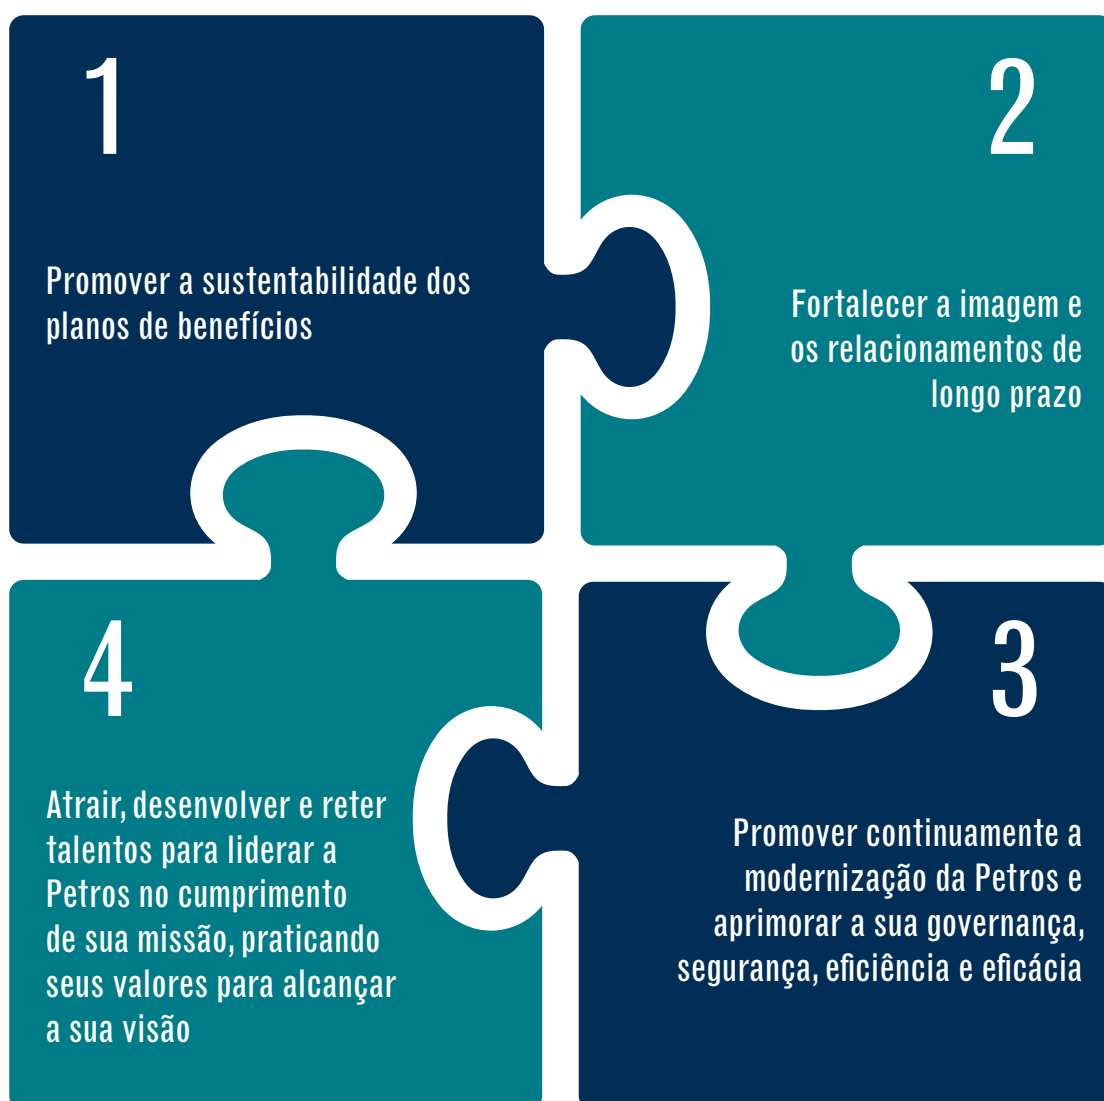 1
Promover a sustentabilidade dos
planos de benefícios
2
Fortalecer a imagem e
os relacionamentos de
longo prazo
3
Promover continuamente a
modernização da Petros e
aprimorar a sua governança,
segurança, eficiência e eficácia
4
Atrair, desenvolver e reter
talentos para liderar a
Petros no cumprimento
de sua missão, praticando
seus valores para alcançar
a sua visão